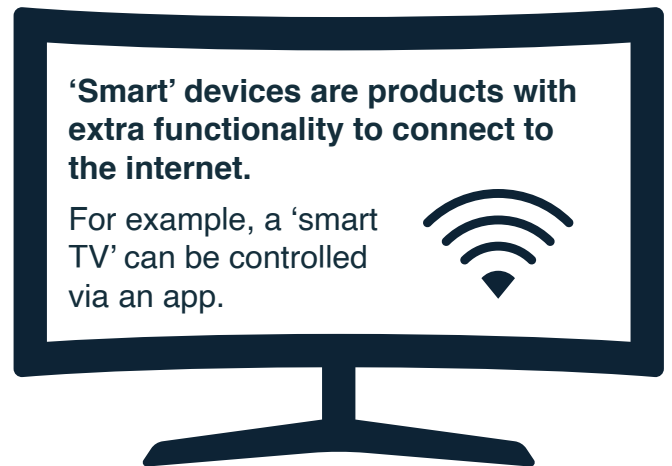 ‘Smart’ devices are products with
extra functionality to connect to
the internet.
For example, a ‘smart
TV’ can be controlled
via an app.